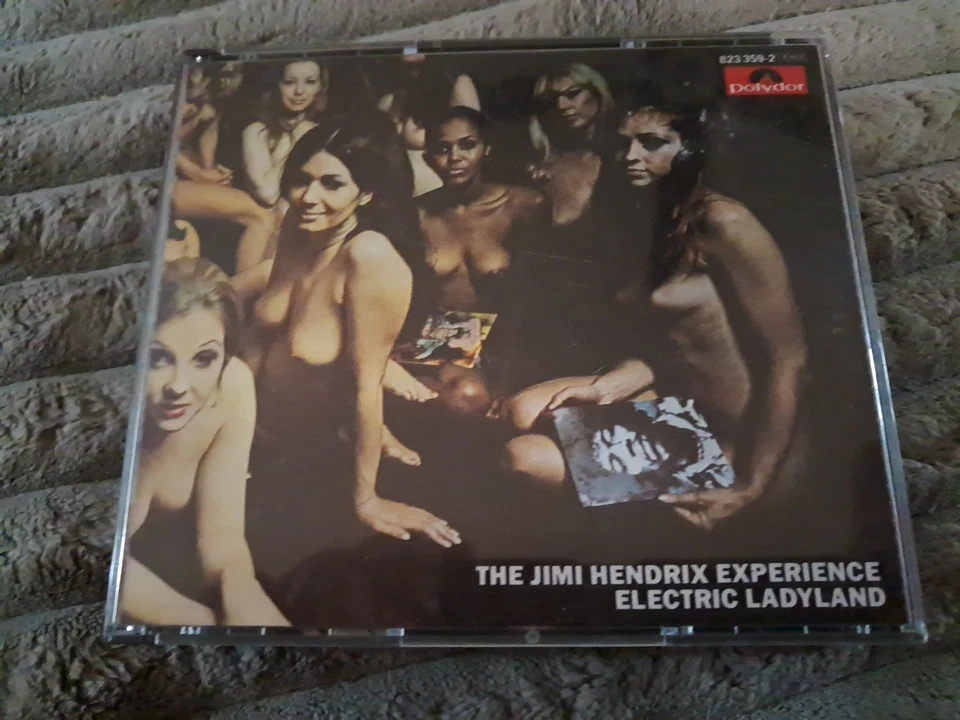 823 359-2
polydor
THE JIMI HENDRIX EXPERIENCE
ELECTRIC LADYLAND